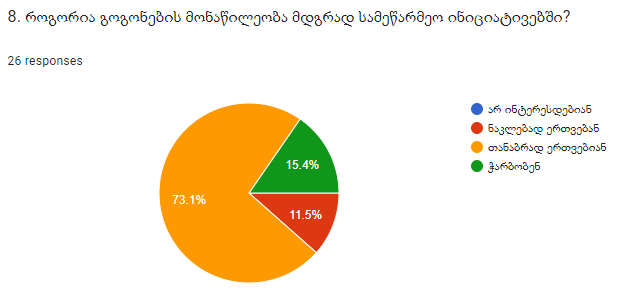 8. როგორია გოგონების მონაწილეობა მდგრად სამეწარმეო ინიციატივებში?
26 responses
არ ინტერესდებიან
ნაკლებად ერთვებან
თანაბრად ერთვებიან
ჭარბობენ
15.4%
73.1%
11.5%